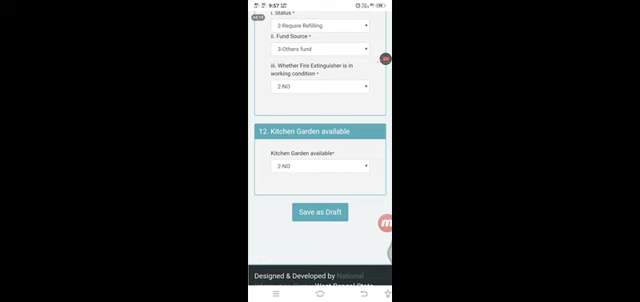 9:57
i. Status *
2-Require Refilling
ii. Fund Source *
3-Others fund
iii. Whether Fire Extinguisher is in
working condition *
2-NO
12. Kitchen Garden available
Kitchen Garden available*
2-NO
Save as Draft
Designed & Developed by National
West Bengal State